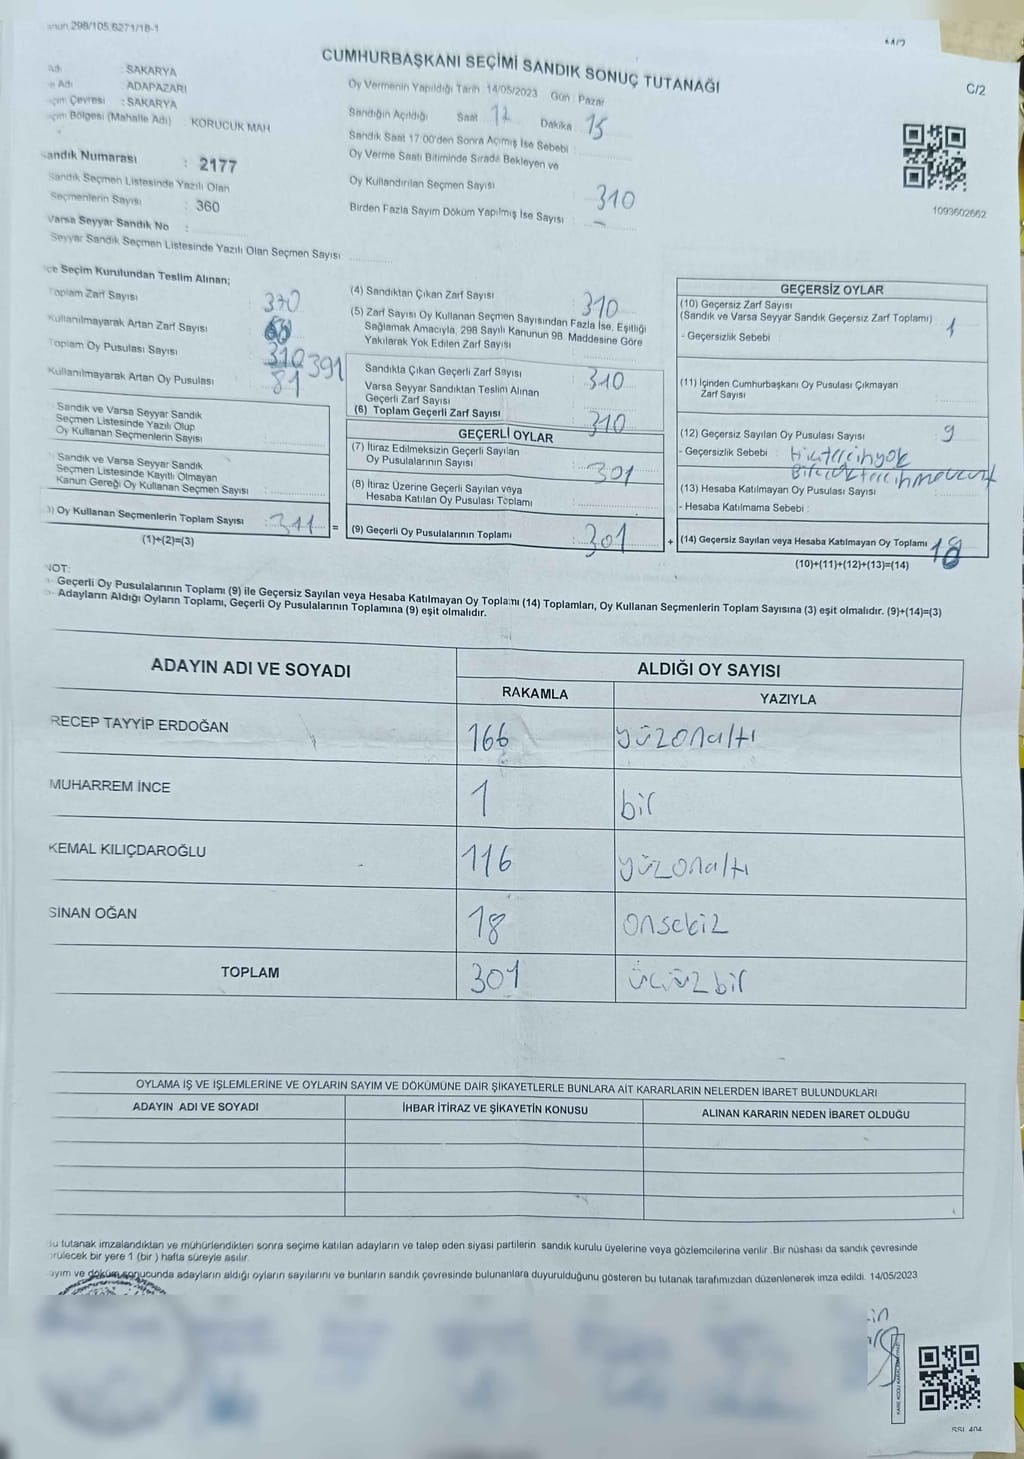 298/105.6271/18-1
CUMHURBAŞKANI SEÇİMİ SANDIK SONUÇ TUTANAĞI
C/2
: SAKARYA
Adı : ADAPAZARI
Çevresi : SAKARYA
Bölgesi (Mahalle Adı) KORUCUK MAH
Sandık Numarası : 2177
Sandık Seçmen Listesinde Yazılı Olan
Seçmenlerin Sayısı : 360
Varsa Seyyar Sandık No :
Seyyar Sandık Seçmen Listesinde Yazılı Olan Seçmen Sayısı
Oy Vermenin Yapıldığı Tarih 14/05/2023 Gün : Pazar
Sandığın Açıldığı Saat 17 Dakika 15
Sandık Saat 17.00'den Sonra Açılmış İse Sebebi :
Oy Verme Saati Bitiminde Sırada Bekleyen ve
Oy Kullandırılan Seçmen Sayısı : 310
Birden Fazla Sayım Döküm Yapılmış İse Sayısı : -
1093602662
Seçim Kurulundan Teslim Alınan;
Toplam Zarf Sayısı 370
Kullanılmayarak Artan Zarf Sayısı
Toplam Oy Pusulası Sayısı 310 391
Kullanılmayarak Artan Oy Pusulası 81
Sandık ve Varsa Seyyar Sandık
Seçmen Listesinde Yazılı Olup
Oy Kullanan Seçmenlerin Sayısı
Sandık ve Varsa Seyyar Sandık
Seçmen Listesinde Kayıtlı Olmayan
Kanun Gereği Oy Kullanan Seçmen Sayısı
Oy Kullanan Seçmenlerin Toplam Sayısı : 311 =
(1)+(2)=(3)
(4) Sandıktan Çıkan Zarf Sayısı 310
(5) Zarf Sayısı Oy Kullanan Seçmen Sayısından Fazla İse, Eşitliği
Sağlamak Amacıyla, 298 Sayılı Kanunun 98. Maddesine Göre
Yakılarak Yok Edilen Zarf Sayısı
Sandıkta Çıkan Geçerli Zarf Sayısı : 310
Varsa Seyyar Sandıktan Teslim Alınan
Geçerli Zarf Sayısı
(6) Toplam Geçerli Zarf Sayısı 310
GEÇERLİ OYLAR
(7) İtiraz Edilmeksizin Geçerli Sayılan
Oy Pusulalarının Sayısı : 301
(8) İtiraz Üzerine Geçerli Sayılan veya
Hesaba Katılan Oy Pusulası Toplamı
(9) Geçerli Oy Pusulalarının Toplamı : 301 +
GEÇERSİZ OYLAR
(10) Geçersiz Zarf Sayısı
(Sandık ve Varsa Seyyar Sandık Geçersiz Zarf Toplamı) 1
- Geçersizlik Sebebi :
(11) İçinden Cumhurbaşkanı Oy Pusulası Çıkmayan
Zarf Sayısı
(12) Geçersiz Sayılan Oy Pusulası Sayısı 9
- Geçersizlik Sebebi : Hiç tercih yok
Birçok tercih mevcut
(13) Hesaba Katılmayan Oy Pusulası Sayısı
- Hesaba Katılmama Sebebi :
(14) Geçersiz Sayılan veya Hesaba Katılmayan Oy Toplamı
(10)+(11)+(12)+(13)=(14)
NOT:
Geçerli Oy Pusulalarının Toplamı (9) ile Geçersiz Sayılan veya Hesaba Katılmayan Oy Toplamı (14) Toplamları, Oy Kullanan Seçmenlerin Toplam Sayısına (3) eşit olmalıdır. (9)+(14)=(3)
Adayların Aldığı Oyların Toplamı, Geçerli Oy Pusulalarının Toplamına (9) eşit olmalıdır.
ADAYIN ADI VE SOYADI
ALDIĞI OY SAYISI
RAKAMLA YAZIYLA
RECEP TAYYİP ERDOĞAN 166 yüzonaltı
MUHARREM İNCE 1 bir
KEMAL KILIÇDAROĞLU 116 yüzonaltı
SİNAN OĞAN 18 onsekiz
TOPLAM 301 üçyüz bir
OYLAMA İŞ VE İŞLEMLERİNE VE OYLARIN SAYIM VE DÖKÜMÜNE DAİR ŞİKAYETLERLE BUNLARA AİT KARARLARIN NELERDEN İBARET BULUNDUKLARI
ADAYIN ADI VE SOYADI İHBAR İTİRAZ VE ŞİKAYETİN KONUSU ALINAN KARARIN NEDEN İBARET OLDUĞU
tutanak imzalandıktan ve mühürlendikten sonra seçime katılan adayların ve talep eden siyasi partilerin sandık kurulu üyelerine veya gözlemcilerine verilir. Bir nüshası da sandık çevresinde
bir yere 1 (bir) hafta süreyle asılır.
ve döküm sonucunda adayların aldığı oyların sayılarını ve bunların sandık çevresinde bulunanlara duyurulduğunu gösteren bu tutanak tarafımızdan düzenlenerek imza edildi. 14/05/2023